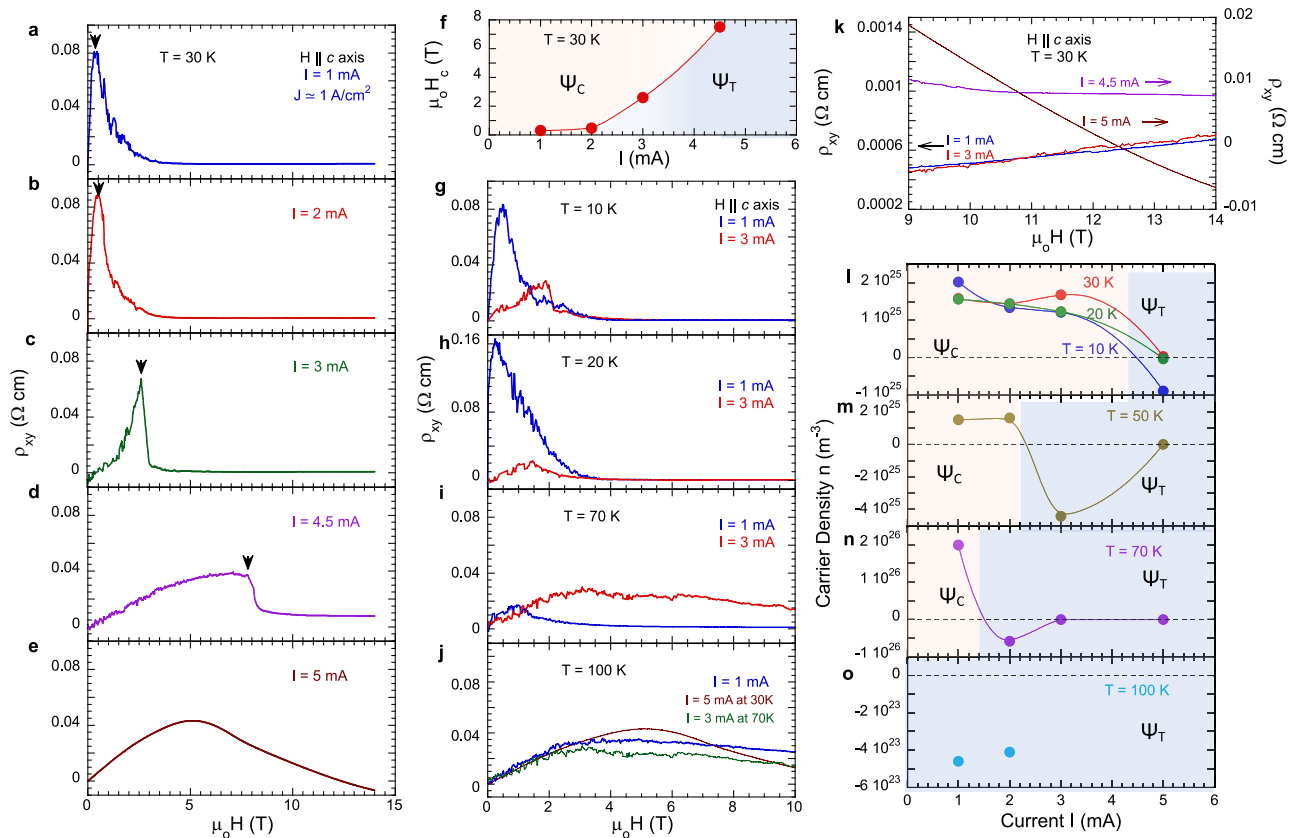 a
T = 30 K
H || c axis
I = 1 mA
J ≃ 1 A/cm²
0.08
0.04
0
b
I = 2 mA
0.08
0.04
0
c
I = 3 mA
0.08
0.04
0
ρxy (Ω cm)
d
I = 4.5 mA
0.08
0.04
0
e
I = 5 mA
0.08
0.04
0
0
5
10
15
μoH (T)
f
T = 30 K
ΨC
ΨT
8
6
4
2
0
μoHc (T)
0
1
2
3
4
5
6
I (mA)
g
T = 10 K
H || c axis
I = 1 mA
I = 3 mA
0.08
0.04
0
h
T = 20 K
I = 1 mA
I = 3 mA
0.16
0.12
0.08
0.04
0
ρxy (Ω cm)
i
T = 70 K
I = 1 mA
I = 3 mA
0.08
0.04
0
j
T = 100 K
I = 1 mA
I = 5 mA at 30K
I = 3 mA at 70K
0.08
0.04
0
0
2
4
6
8
10
μoH (T)
k
H || c axis
T = 30 K
I = 4.5 mA
I = 5 mA
I = 1 mA
I = 3 mA
0.0014
0.001
0.0006
0.0002
ρxy (Ω cm)
0.02
0.01
0
-0.01
ρxy (Ω cm)
9
10
11
12
13
14
μoH (T)
l
30 K
20 K
T = 10 K
ΨC
ΨT
2 10²⁵
1 10²⁵
0
-1 10²⁵
m
T = 50 K
ΨC
ΨT
2 10²⁵
0
-2 10²⁵
-4 10²⁵
n
T = 70 K
ΨC
ΨT
2 10²⁶
1 10²⁶
0
-1 10²⁶
Carrier Density n (m⁻³)
o
T = 100 K
ΨT
0
-2 10²³
-4 10²³
-6 10²³
0
1
2
3
4
5
6
Current I (mA)